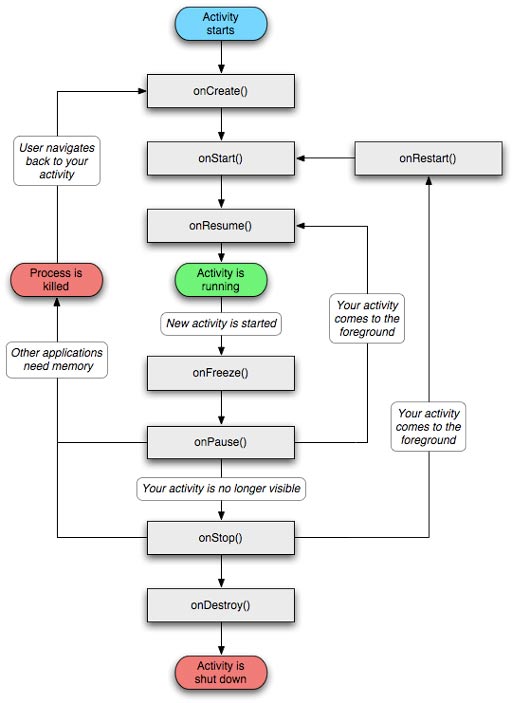 Activity
starts
onCreate()
User navigates
back to your
activity
onStart()
onRestart()
onResume()
Process is
killed
Activity is
running
New activity is started
Your activity
comes to the
foreground
Other applications
need memory
onFreeze()
Your activity
comes to the
foreground
onPause()
Your activity is no longer visible
onStop()
onDestroy()
Activity is
shut down